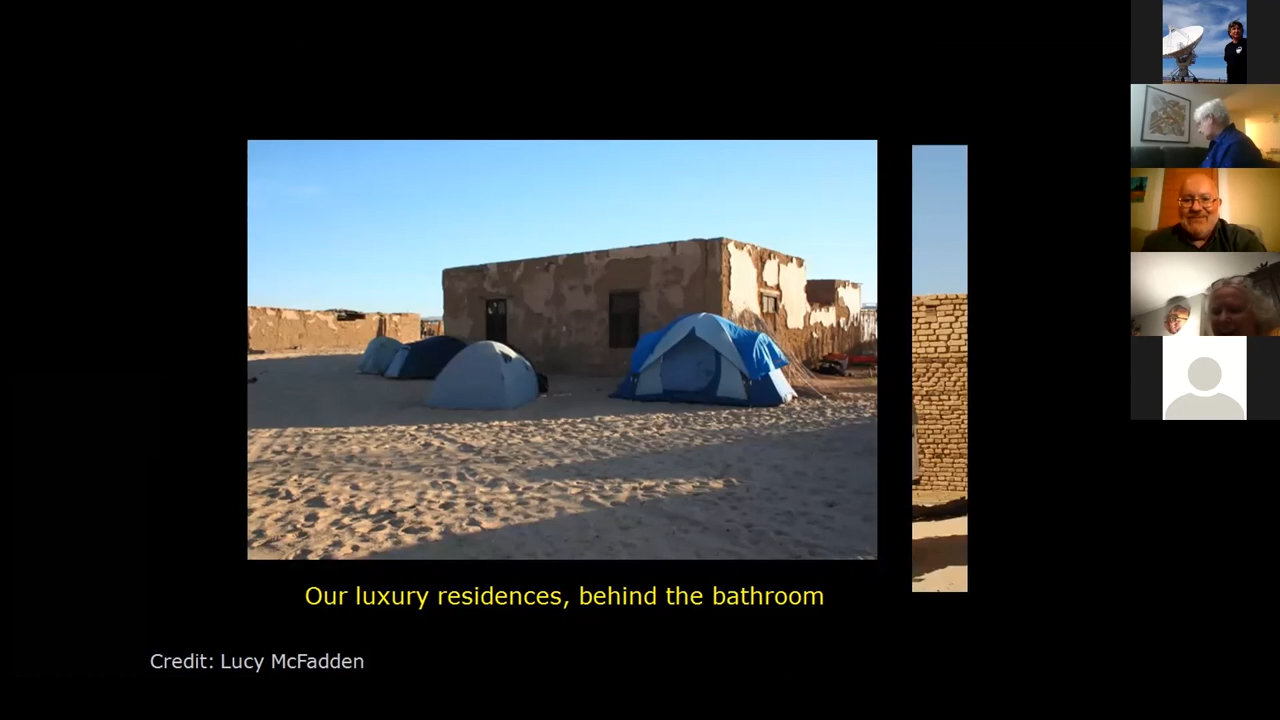 Our luxury residences, behind the bathroom
Credit: Lucy McFadden